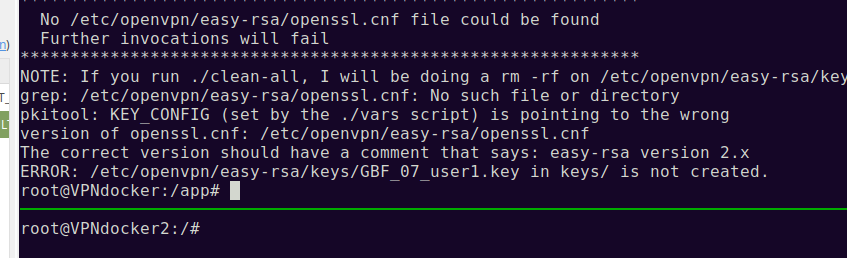 **************************************************************
No /etc/openvpn/easy-rsa/openssl.cnf file could be found
Further invocations will fail
**************************************************************
NOTE: If you run ./clean-all, I will be doing a rm -rf on /etc/openvpn/easy-rsa/key
grep: /etc/openvpn/easy-rsa/openssl.cnf: No such file or directory
pkitool: KEY_CONFIG (set by the ./vars script) is pointing to the wrong
version of openssl.cnf: /etc/openvpn/easy-rsa/openssl.cnf
The correct version should have a comment that says: easy-rsa version 2.x
ERROR: /etc/openvpn/easy-rsa/keys/GBF_07_user1.key in keys/ is not created.
root@VPNdocker:/app#
root@VPNdocker2:/#
n)
T_
LT